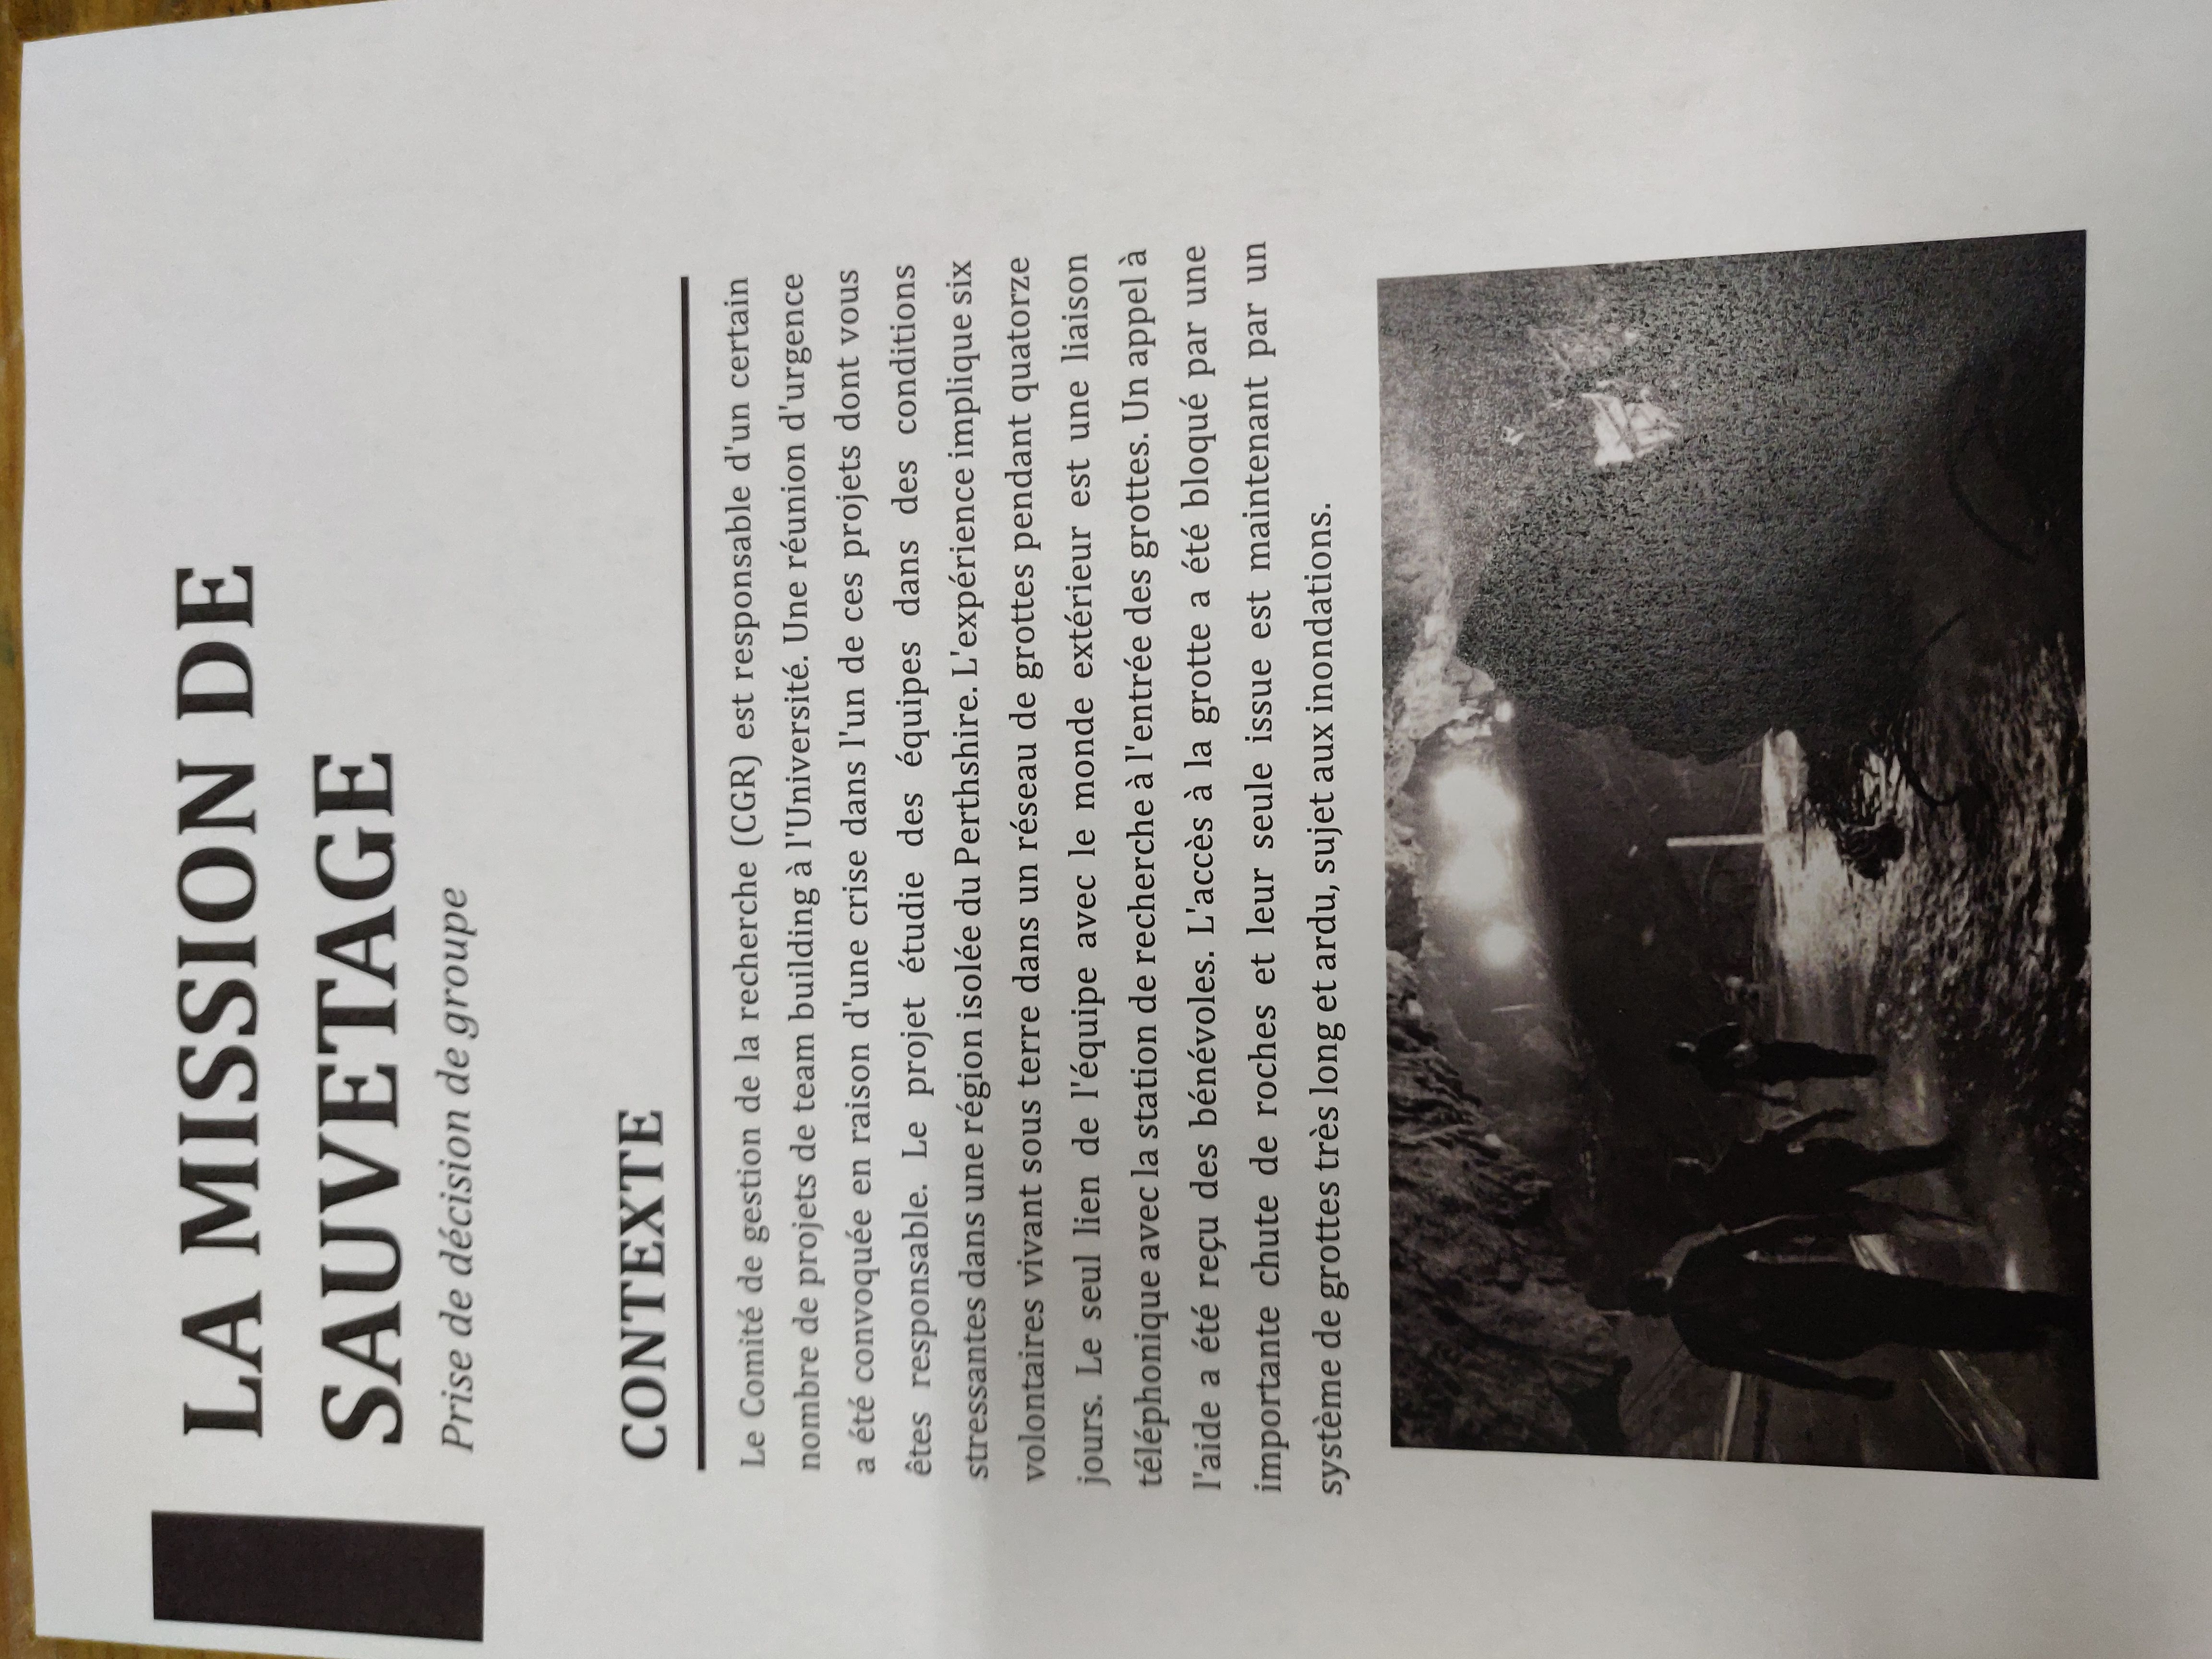 LA MISSION DE
SAUVETAGE
Prise de décision de groupe
CONTEXTE
Le Comité de gestion de la recherche (CGR) est responsable d'un certain
nombre de projets de team building à l'Université. Une réunion d'urgence
a été convoquée en raison d'une crise dans l'un de ces projets dont vous
êtes responsable. Le projet étudie des équipes dans des conditions
stressantes dans une région isolée du Perthshire. L'expérience implique six
volontaires vivant sous terre dans un réseau de grottes pendant quatorze
jours. Le seul lien de l'équipe avec le monde extérieur est une liaison
téléphonique avec la station de recherche à l'entrée des grottes. Un appel à
l'aide a été reçu des bénévoles. L'accès à la grotte a été bloqué par une
importante chute de roches et leur seule issue est maintenant par un
système de grottes très long et ardu, sujet aux inondations.